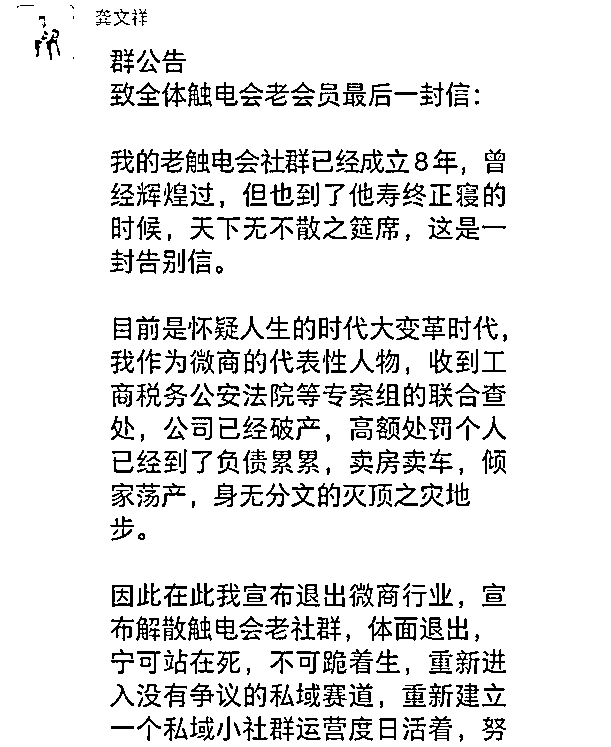 龚文祥
群公告
致全体触电会老会员最后一封信：
我的老触电会社群已经成立8年，曾
经辉煌过，但也到了他寿终正寝的
时候，天下无不散之筵席，这是一
封告别信。
目前是怀疑人生的时代大变革时代，
我作为微商的代表性人物，收到工
商税务公安法院等专案组的联合查
处，公司已经破产，高额处罚个人
已经到了负债累累，卖房卖车，倾
家荡产，身无分文的灭顶之灾地
步。
因此在此我宣布退出微商行业，宣
布解散触电会老社群，体面退出，
宁可站在死，不可跪着生，重新进
入没有争议的私域赛道，重新建立
一个私域小社群运营度日活着，努